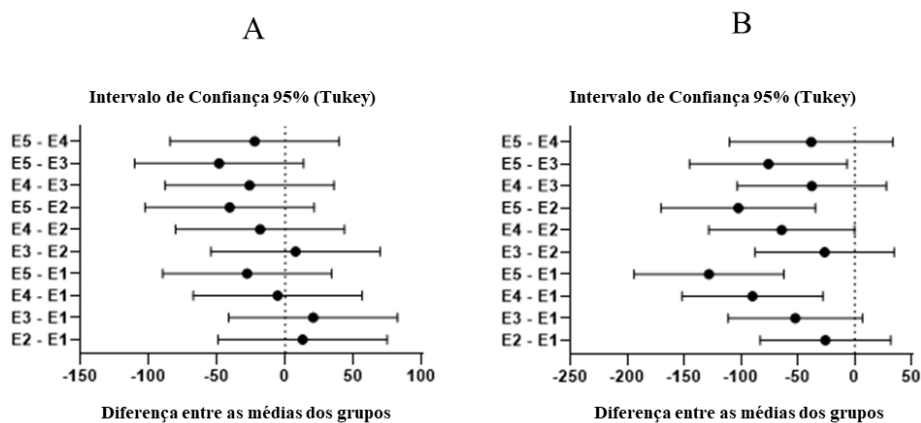 A
Intervalo de Confiança 95% (Tukey)
E5 - E4
E5 - E3
E4 - E3
E5 - E2
E4 - E2
E3 - E2
E5 - E1
E4 - E1
E3 - E1
E2 - E1
-150 -100 -50 0 50 100
Diferença entre as médias dos grupos
B
Intervalo de Confiança 95% (Tukey)
E5 - E4
E5 - E3
E4 - E3
E5 - E2
E4 - E2
E3 - E2
E5 - E1
E4 - E1
E3 - E1
E2 - E1
-250 -200 -150 -100 -50 0 50
Diferença entre as médias dos grupos